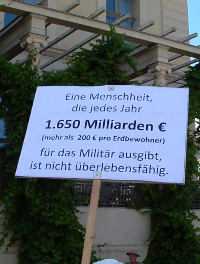 Eine Menschheit,
die jedes Jahr
1.650 Milliarden €
(mehr als 200 € pro Erdbewohner)
für das Militär ausgibt,
ist nicht überlebensfähig.